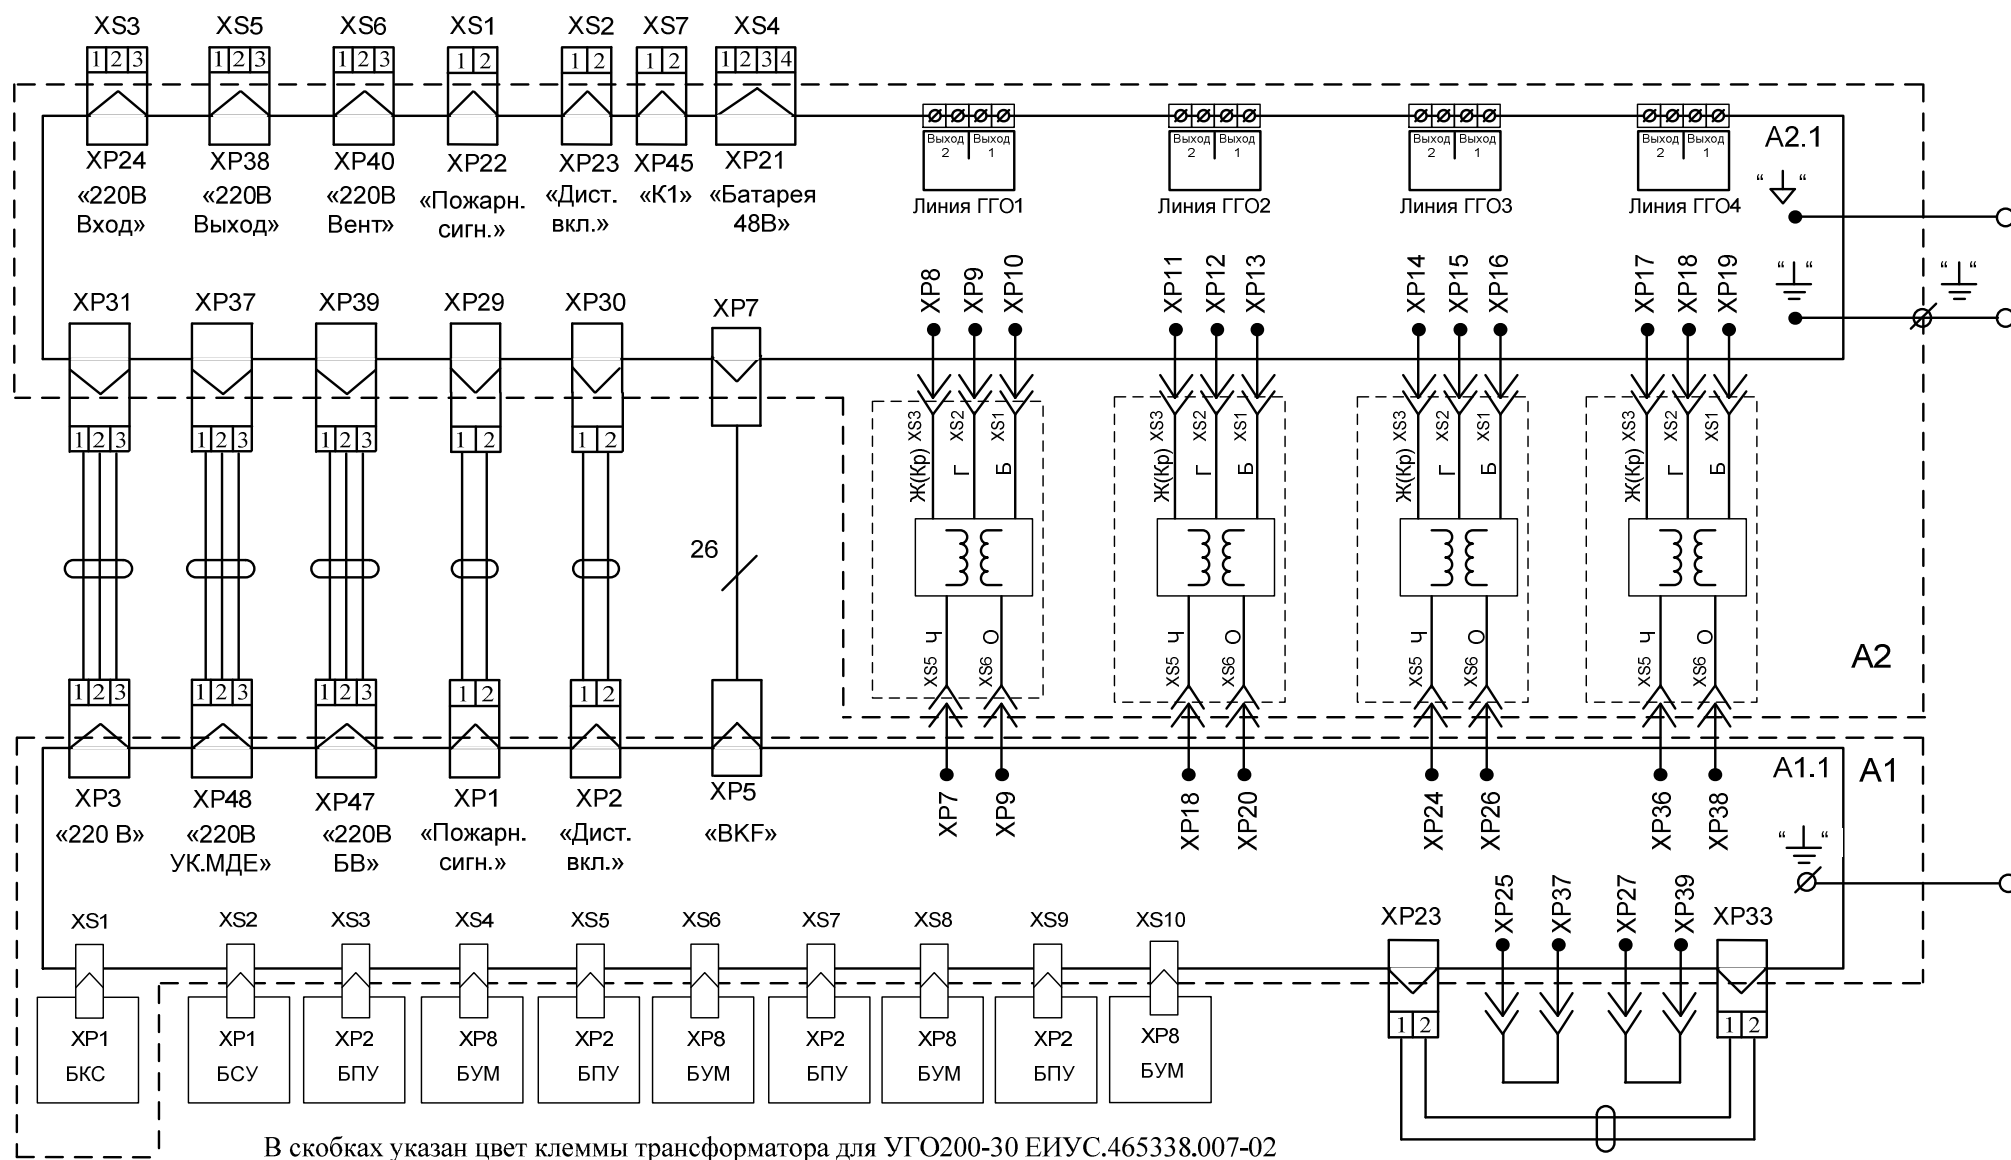 XS3 XS5 XS6 XS1 XS2 XS7 XS4
1 2 3 1 2 3 1 2 3 1 2 1 2 1 2 1 2 3 4
Выход 2 Выход 1 Выход 2 Выход 1 Выход 2 Выход 1 Выход 2 Выход 1
A2.1
XP24 XP38 XP40 XP22 XP23 XP45 XP21
«220В Вход» «220В Выход» «220В Вент» «Пожарн. сигн.» «Дист. вкл.» «К1» «Батарея 48В»
Линия ГГО1 Линия ГГО2 Линия ГГО3 Линия ГГО4
“ “
XP8 XP9 XP10 XP11 XP12 XP13 XP14 XP15 XP16 XP17 XP18 XP19
“ “ “ “
XP31 XP37 XP39 XP29 XP30 XP7
XS3 XS2 XS1 XS3 XS2 XS1 XS3 XS2 XS1 XS3 XS2 XS1
1 2 3 1 2 3 1 2 3 1 2 1 2
Ж(Кр) Г Б Ж(Кр) Г Б Ж(Кр) Г Б Ж(Кр) Г Б
26
Ч О Ч О Ч О Ч О
XS5 XS6 XS5 XS6 XS5 XS6 XS5 XS6
A2
1 2 3 1 2 3 1 2 3 1 2 1 2
XP3 XP48 XP47 XP1 XP2 XP5
«220 В» «220В УК.МДЕ» «220В БВ» «Пожарн. сигн.» «Дист. вкл.» «BKF»
XP7 XP9 XP18 XP20 XP24 XP26 XP36 XP38
A1.1 A1
“ “
XS1 XS2 XS3 XS4 XS5 XS6 XS7 XS8 XS9 XS10
XP23 XP25 XP37 XP27 XP39 XP33
1 2 1 2
XP1 XP1 XP2 XP8 XP2 XP8 XP2 XP8 XP2 XP8
БКС БСУ БПУ БУМ БПУ БУМ БПУ БУМ БПУ БУМ
В скобках указан цвет клеммы трансформатора для УГО200-30 ЕИУС.465338.007-02